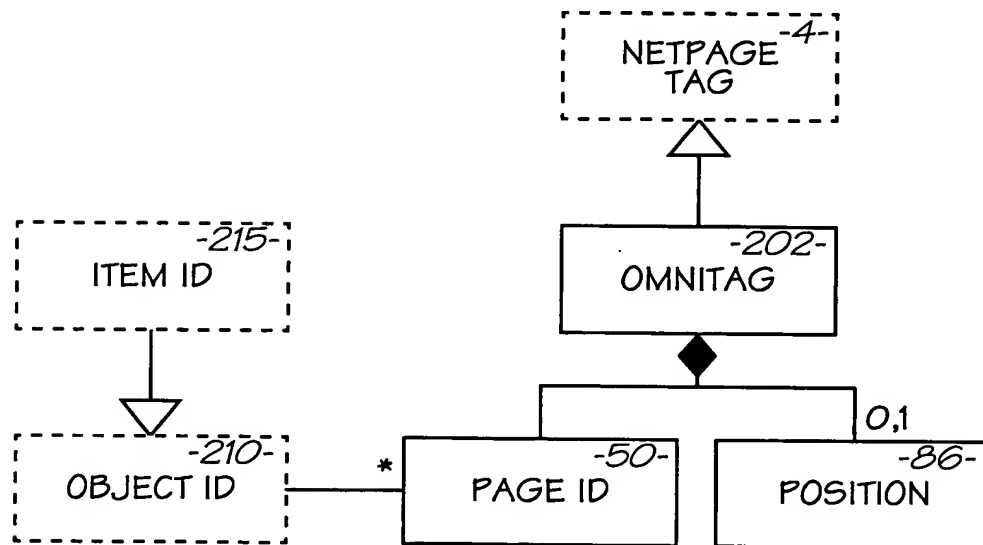 -4-
NETPAGE
TAG
-215-
ITEM ID
-202-
OMNITAG
0,1
-210-
OBJECT ID
*
-50-
PAGE ID
-86-
POSITION